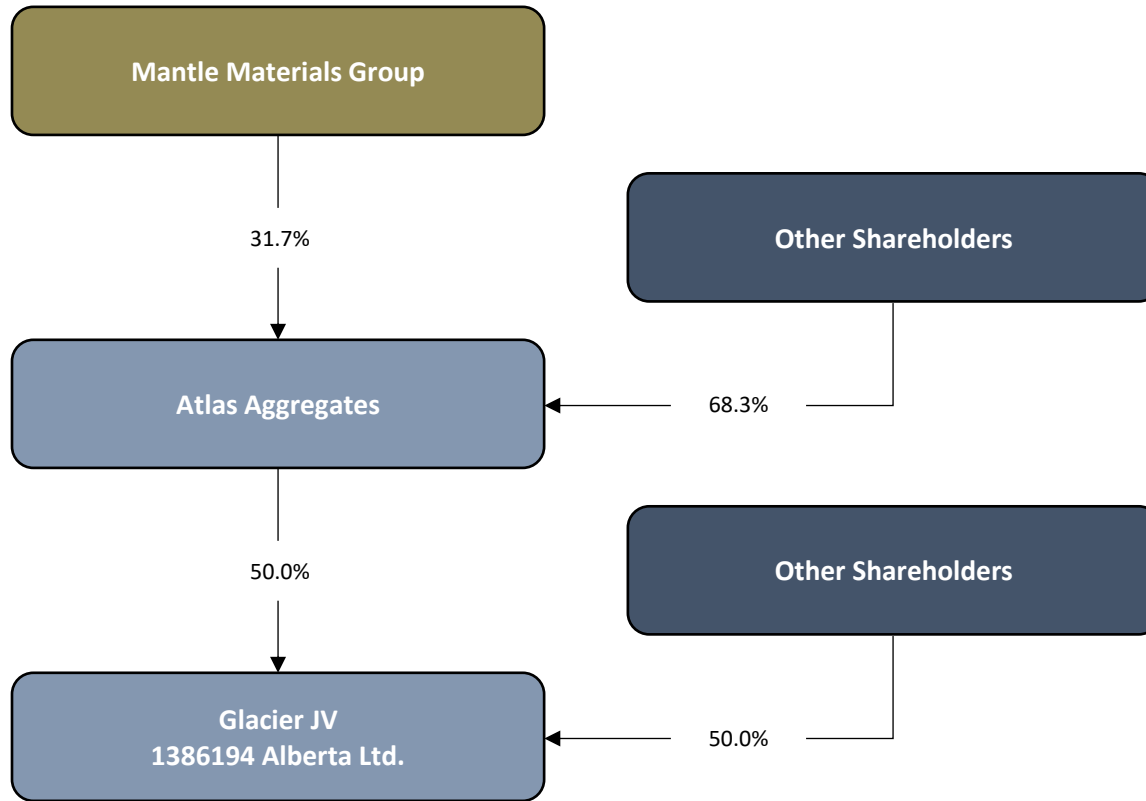 Mantle Materials Group
31.7%
Other Shareholders
Atlas Aggregates
68.3%
50.0%
Other Shareholders
Glacier JV
1386194 Alberta Ltd.
50.0%